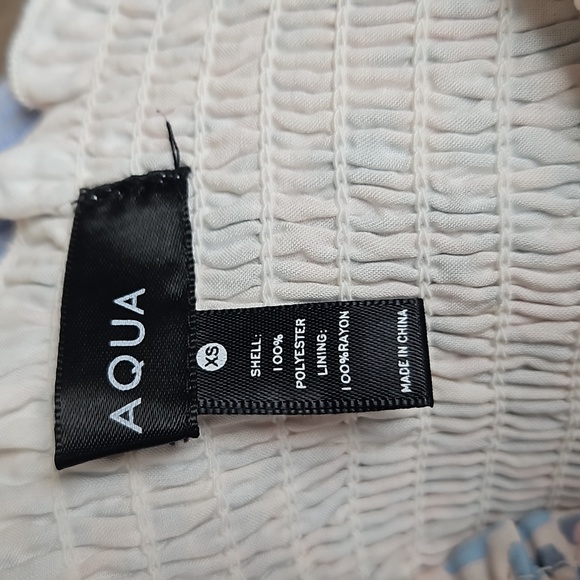 AQUA
XS
SHELL:
100%
POLYESTER
LINING:
100%RAYON
MADE IN CHINA